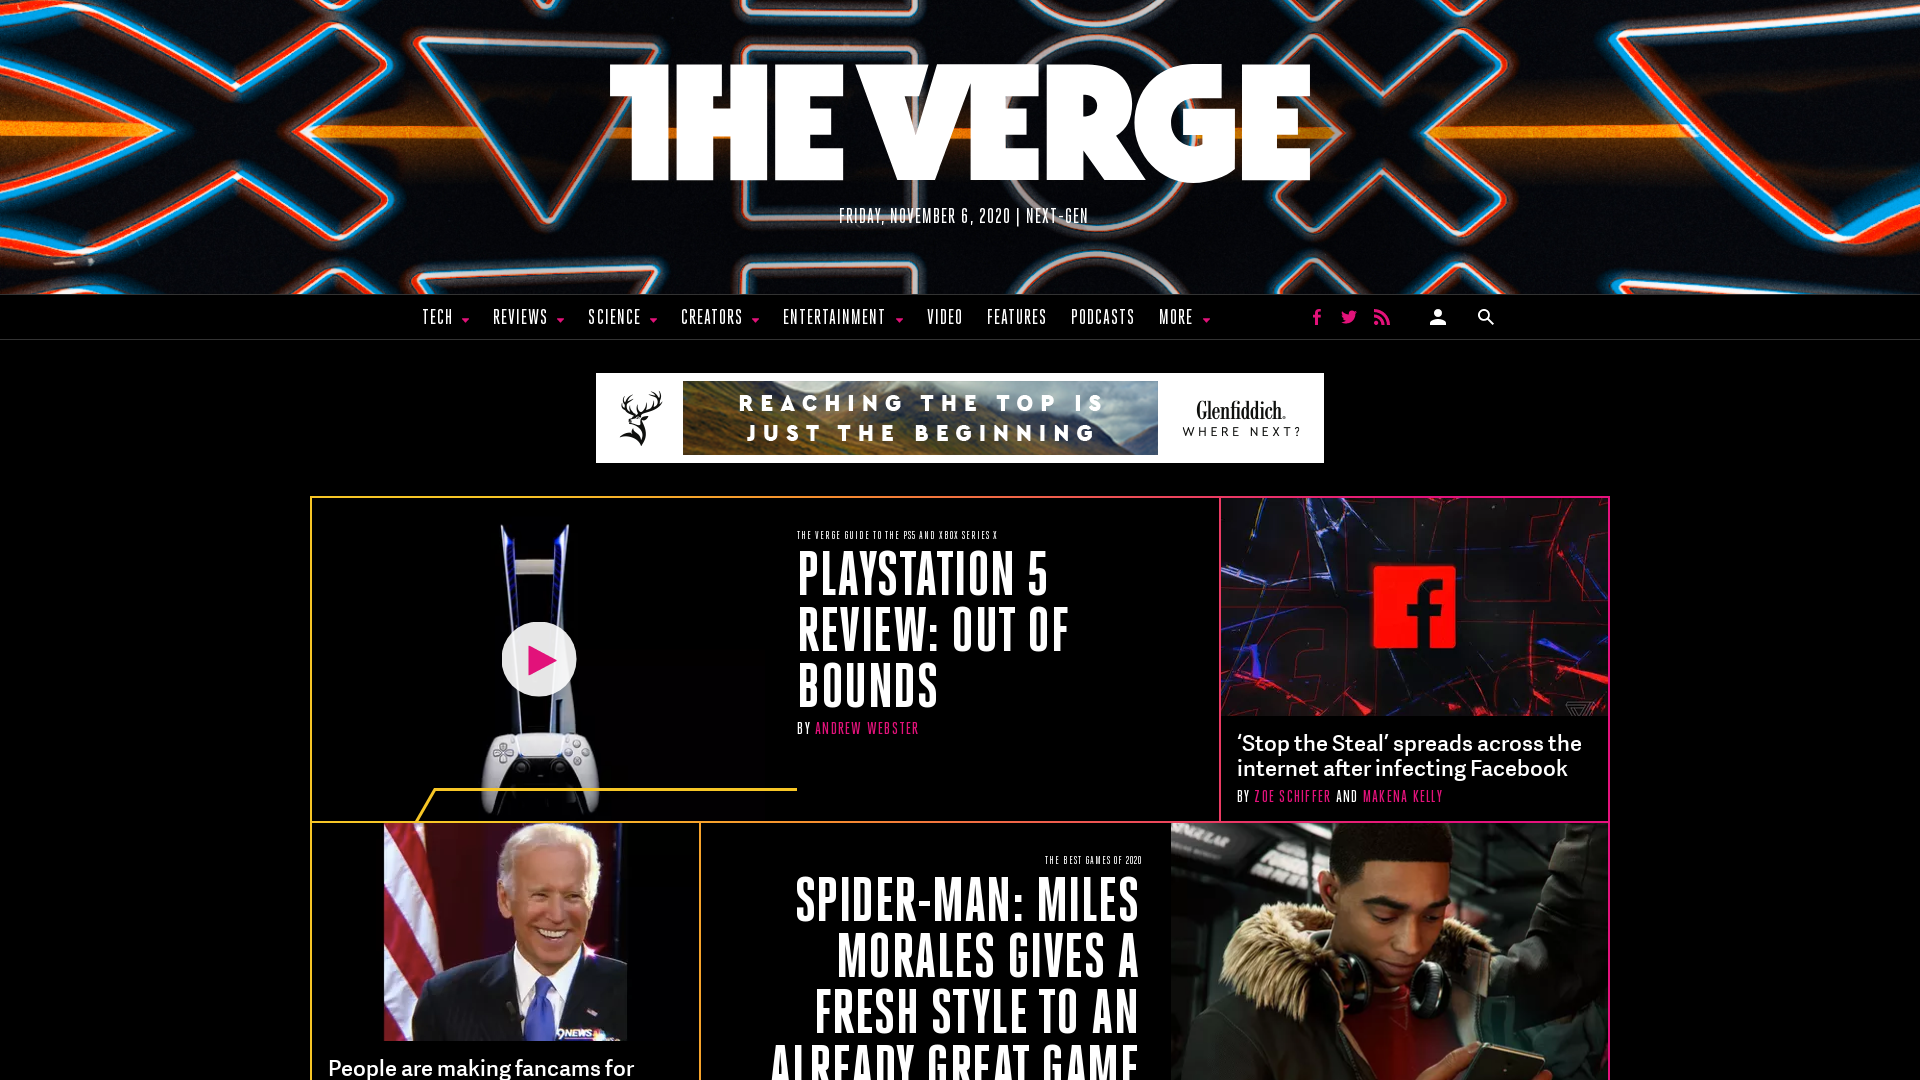 THE VERGE
FRIDAY, NOVEMBER 6, 2020 | NEXT-GEN
TECH REVIEWS SCIENCE CREATORS ENTERTAINMENT VIDEO FEATURES PODCASTS MORE
REACHING THE TOP IS
JUST THE BEGINNING
Glenfiddich
WHERE NEXT?
THE VERGE GUIDE TO THE PS5 AND XBOX SERIES X
PLAYSTATION 5
REVIEW: OUT OF
BOUNDS
BY ANDREW WEBSTER
‘Stop the Steal’ spreads across the
internet after infecting Facebook
BY ZOE SCHIFFER AND MAKENA KELLY
9NEWS
People are making fancams for
THE BEST GAMES OF 2020
SPIDER-MAN: MILES
MORALES GIVES A
FRESH STYLE TO AN
ALREADY GREAT GAME